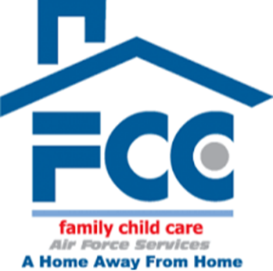 FCC
family child care
Air Force Services
A Home Away From Home